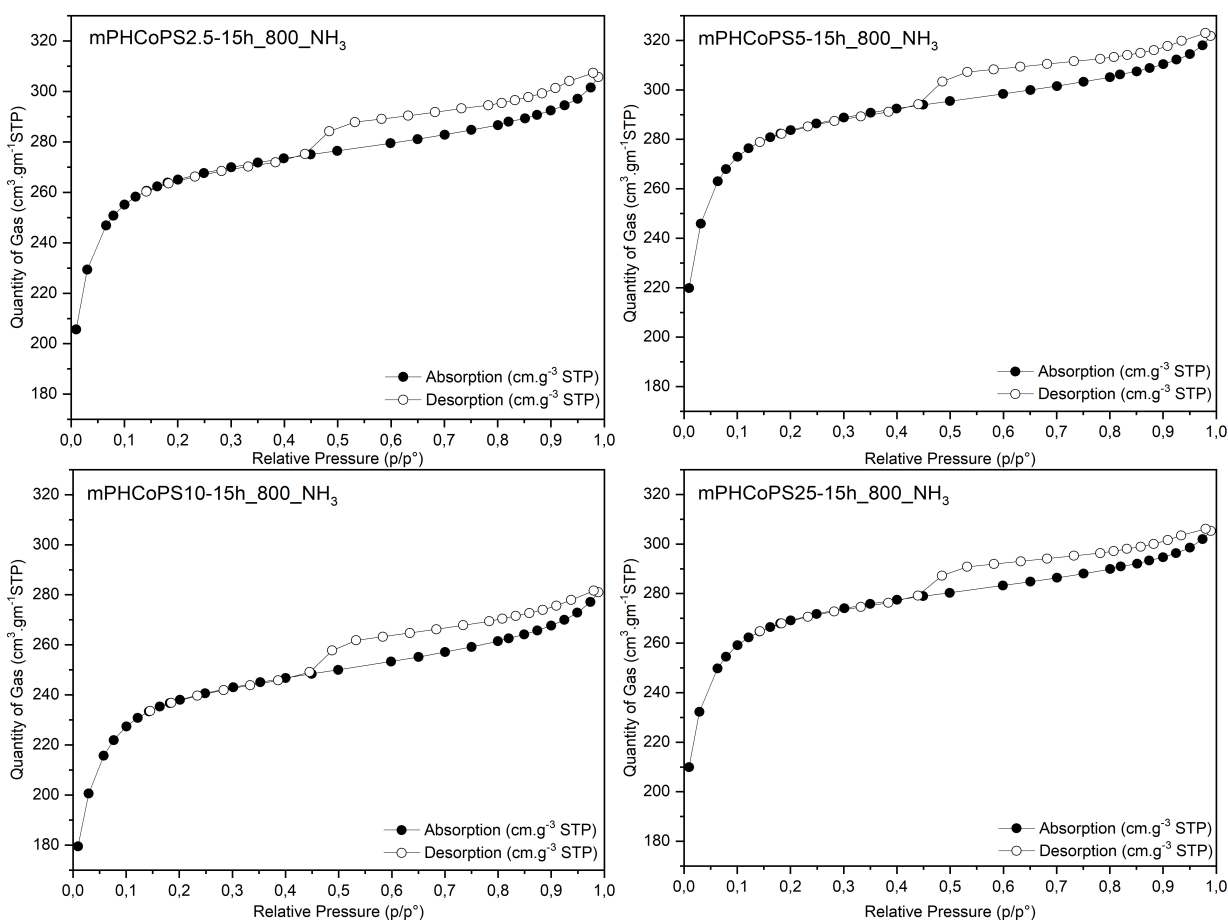 mPHCoPS2.5-15h_800_NH₃
Quantity of Gas (cm³.gm⁻¹STP)
320
300
280
260
240
220
200
180
Absorption (cm.g⁻³ STP)
Desorption (cm.g⁻³ STP)
0,0 0,1 0,2 0,3 0,4 0,5 0,6 0,7 0,8 0,9 1,0
Relative Pressure (p/p°)
mPHCoPS5-15h_800_NH₃
Quantity of Gas (cm³.gm⁻¹STP)
320
300
280
260
240
220
200
180
Absorption (cm.g⁻³ STP)
Desorption (cm.g⁻³ STP)
0,0 0,1 0,2 0,3 0,4 0,5 0,6 0,7 0,8 0,9 1,0
Relative Pressure (p/p°)
mPHCoPS10-15h_800_NH₃
Quantity of Gas (cm³.gm⁻¹STP)
320
300
280
260
240
220
200
180
Absorption (cm.g⁻³ STP)
Desorption (cm.g⁻³ STP)
0,0 0,1 0,2 0,3 0,4 0,5 0,6 0,7 0,8 0,9 1,0
Relative Pressure (p/p°)
mPHCoPS25-15h_800_NH₃
Quantity of Gas (cm³.gm⁻¹STP)
320
300
280
260
240
220
200
180
Absorption (cm.g⁻³ STP)
Desorption (cm.g⁻³ STP)
0,0 0,1 0,2 0,3 0,4 0,5 0,6 0,7 0,8 0,9 1,0
Relative Pressure (p/p°)